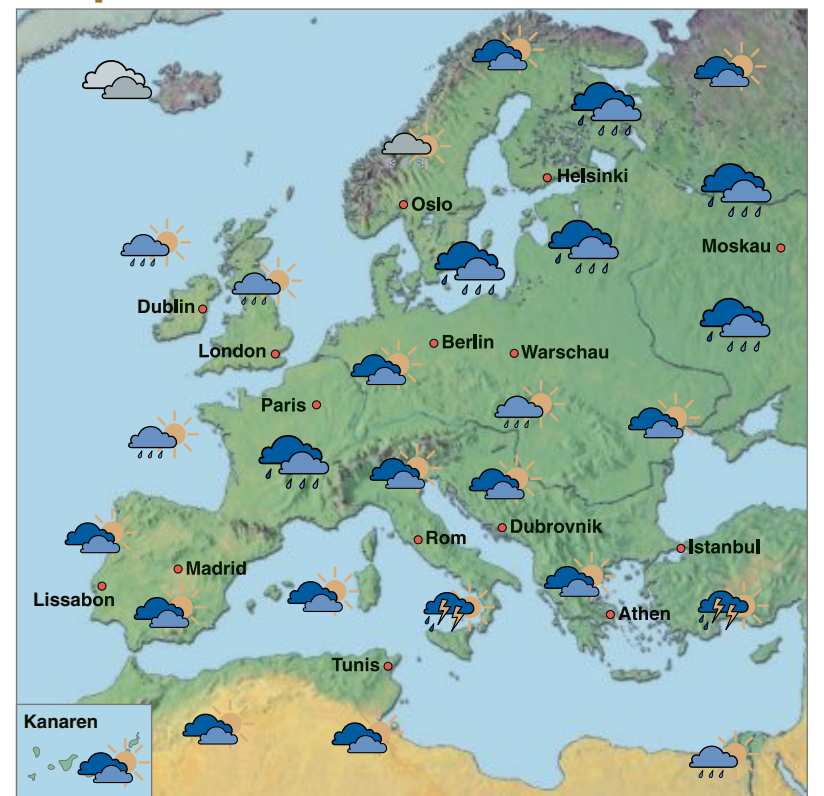 Helsinki
Oslo
Moskau
Dublin
Berlin
London
Warschau
Paris
Dubrovnik
Rom
Istanbul
Madrid
Lissabon
Athen
Tunis
Kanaren